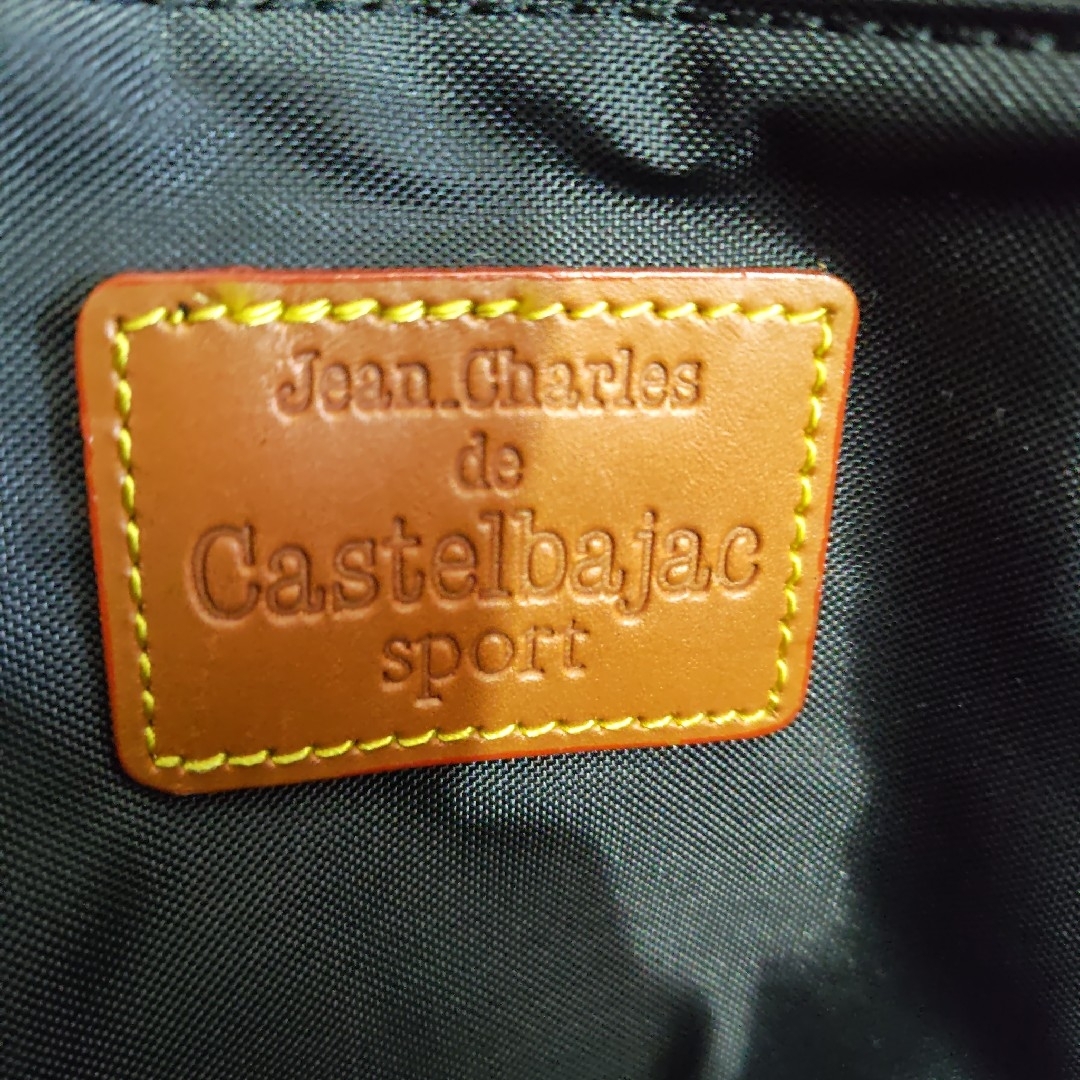 Jean.Charles
de
Castelbajac
sport